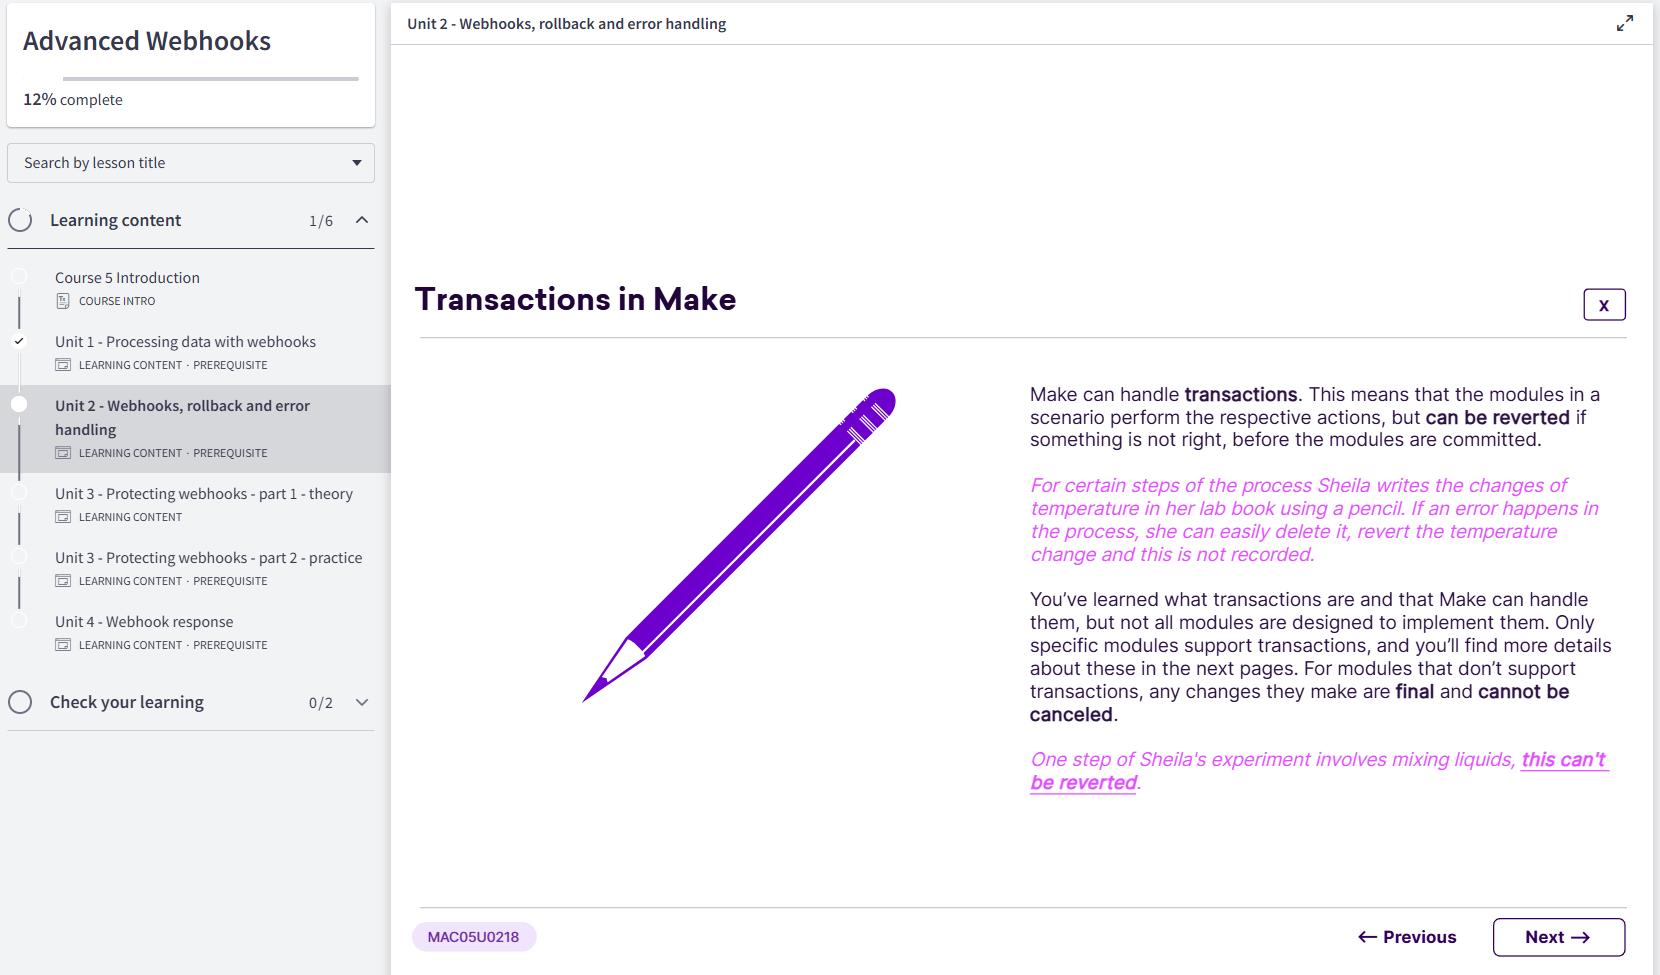 Advanced Webhooks
12% complete
Search by lesson title
Learning content 1/6
Course 5 Introduction
COURSE INTRO
Unit 1 - Processing data with webhooks
LEARNING CONTENT · PREREQUISITE
Unit 2 - Webhooks, rollback and error
handling
LEARNING CONTENT · PREREQUISITE
Unit 3 - Protecting webhooks - part 1 - theory
LEARNING CONTENT
Unit 3 - Protecting webhooks - part 2 - practice
LEARNING CONTENT · PREREQUISITE
Unit 4 - Webhook response
LEARNING CONTENT · PREREQUISITE
Check your learning 0/2
Unit 2 - Webhooks, rollback and error handling
Transactions in Make
X
Make can handle transactions. This means that the modules in a
scenario perform the respective actions, but can be reverted if
something is not right, before the modules are committed.
For certain steps of the process Sheila writes the changes of
temperature in her lab book using a pencil. If an error happens in
the process, she can easily delete it, revert the temperature
change and this is not recorded.
You’ve learned what transactions are and that Make can handle
them, but not all modules are designed to implement them. Only
specific modules support transactions, and you’ll find more details
about these in the next pages. For modules that don’t support
transactions, any changes they make are final and cannot be
canceled.
One step of Sheila's experiment involves mixing liquids, this can't
be reverted.
MAC05U0218
← Previous
Next →